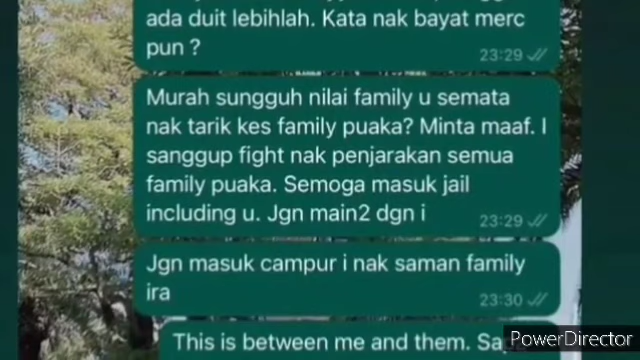 ada duit lebihlah. Kata nak bayat merc
pun ?
23:29
Murah sungguh nilai family u semata
nak tarik kes family puaka? Minta maaf. I
sanggup fight nak penjarakan semua
family puaka. Semoga masuk jail
including u. Jgn main2 dgn i
23:29
Jgn masuk campur i nak saman family
ira
23:30
This is between me and them.
PowerDirector